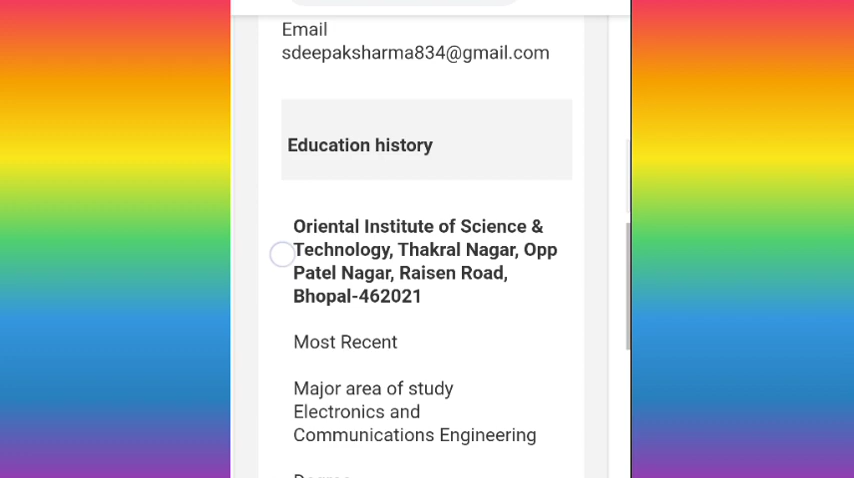 Email
sdeepaksharma834@gmail.com
Education history
Oriental Institute of Science &
Technology, Thakral Nagar, Opp
Patel Nagar, Raisen Road,
Bhopal-462021
Most Recent
Major area of study
Electronics and
Communications Engineering